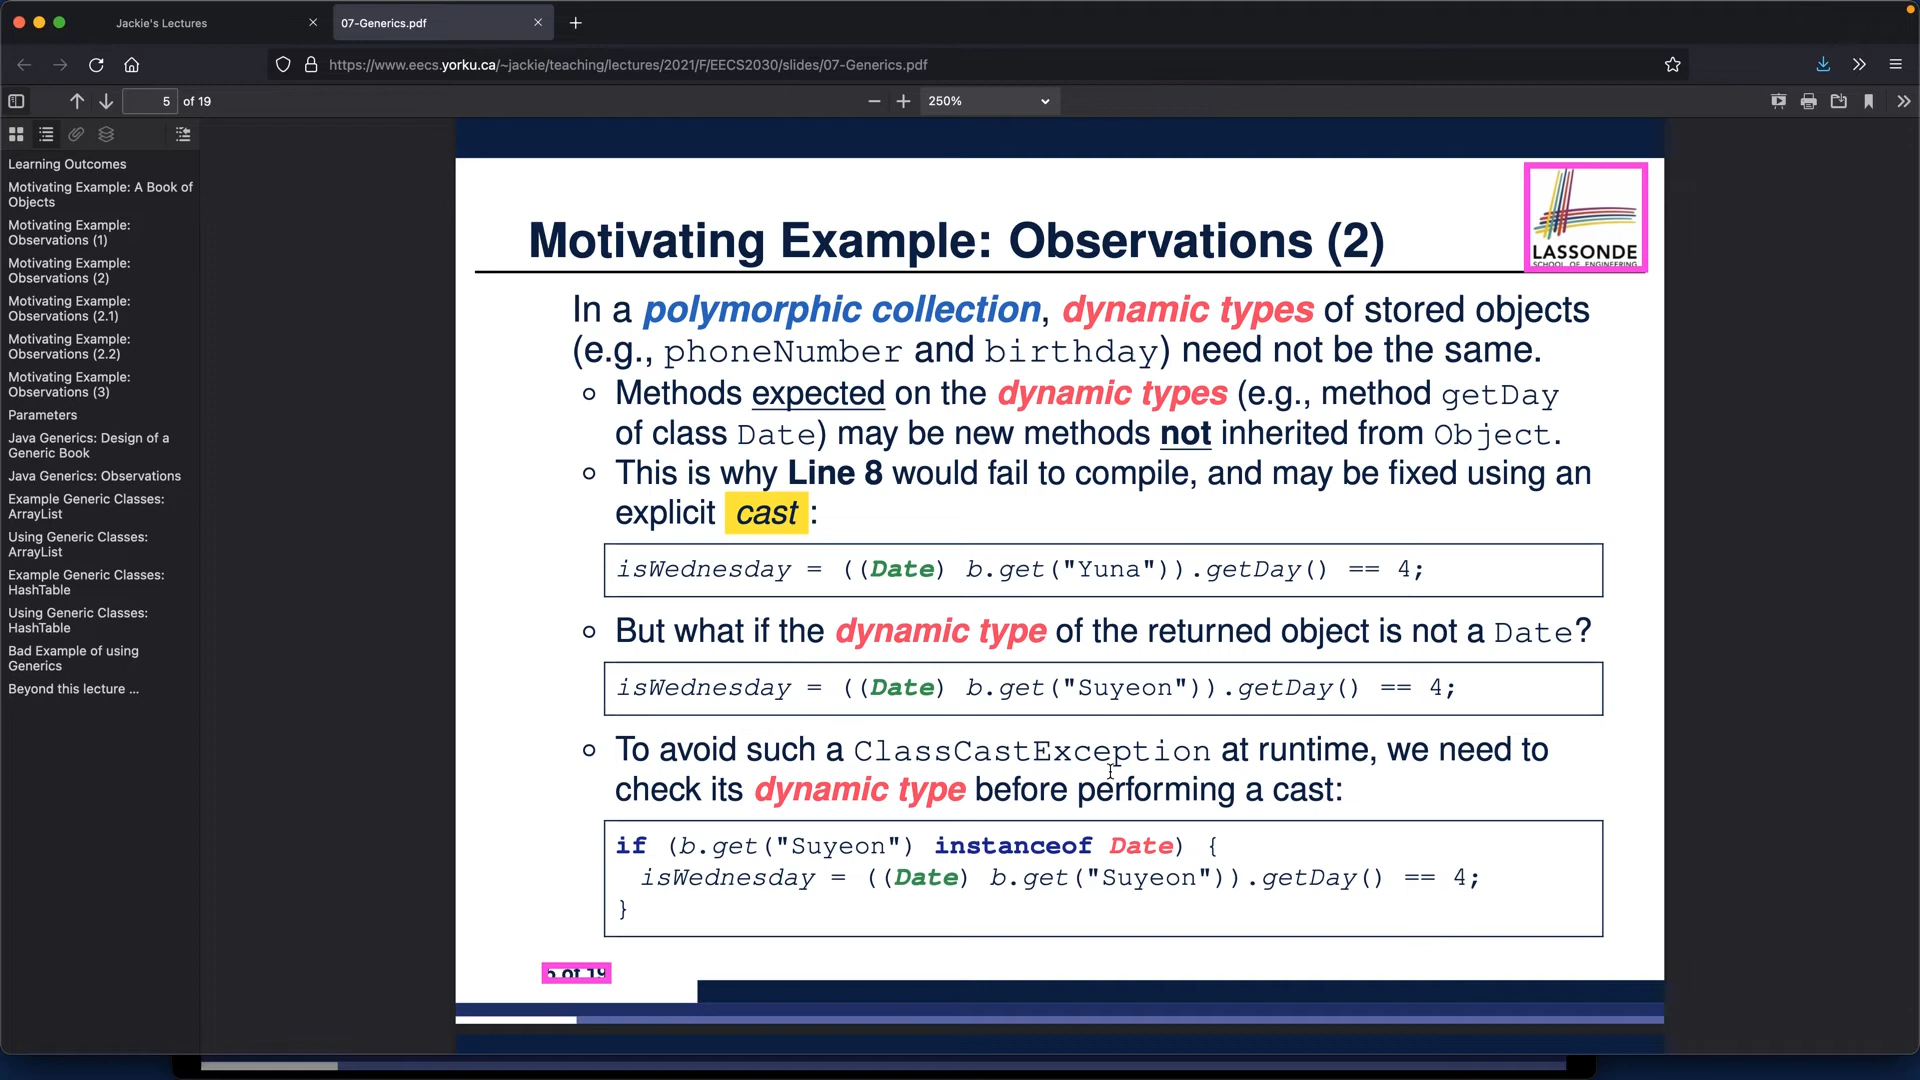 Jackie's Lectures
07-Generics.pdf
https://www.eecs.yorku.ca/~jackie/teaching/lectures/2021/F/EECS2030/slides/07-Generics.pdf
5 of 19
250%
Learning Outcomes
Motivating Example: A Book of
Objects
Motivating Example:
Observations (1)
Motivating Example:
Observations (2)
Motivating Example:
Observations (2.1)
Motivating Example:
Observations (2.2)
Motivating Example:
Observations (3)
Parameters
Java Generics: Design of a
Generic Book
Java Generics: Observations
Example Generic Classes:
ArrayList
Using Generic Classes:
ArrayList
Example Generic Classes:
HashTable
Using Generic Classes:
HashTable
Bad Example of using
Generics
Beyond this lecture ...
LASSONDE
SCHOOL OF ENGINEERING
Motivating Example: Observations (2)
In a polymorphic collection, dynamic types of stored objects
(e.g., phoneNumber and birthday) need not be the same.
Methods expected on the dynamic types (e.g., method getDay
of class Date) may be new methods not inherited from Object.
This is why Line 8 would fail to compile, and may be fixed using an
explicit cast :
isWednesday = ((Date) b.get("Yuna")).getDay() == 4;
But what if the dynamic type of the returned object is not a Date?
isWednesday = ((Date) b.get("Suyeon")).getDay() == 4;
To avoid such a ClassCastException at runtime, we need to
check its dynamic type before performing a cast:
if (b.get("Suyeon") instanceof Date) {
isWednesday = ((Date) b.get("Suyeon")).getDay() == 4;
}
5 of 19